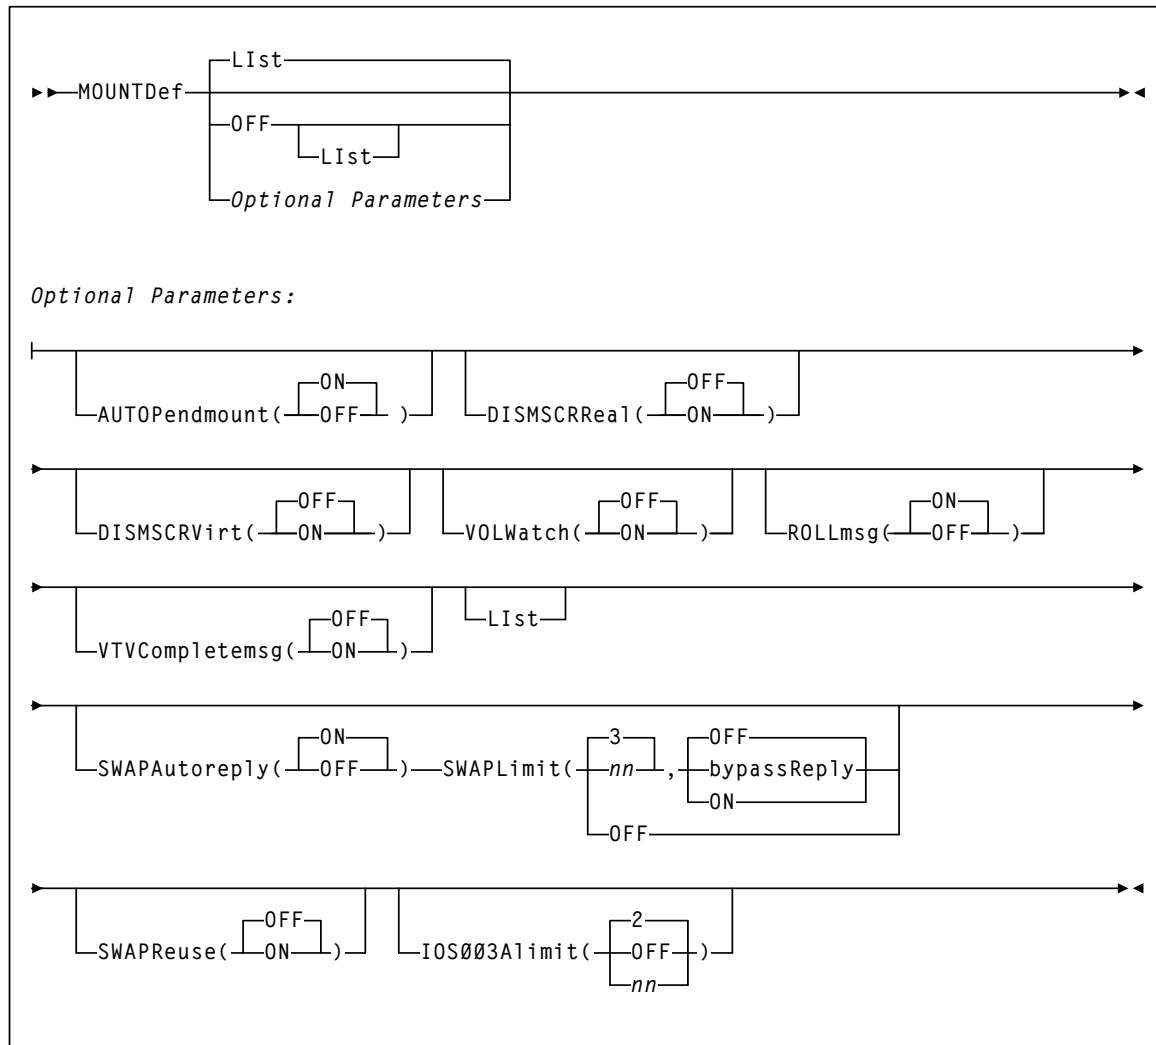 LIst
MOUNTDef
OFF
LIst
Optional Parameters
Optional Parameters:
ON
AUTOPendmount( OFF )
OFF
DISMSCRReal( ON )
OFF
DISMSCRVirt( ON )
OFF
VOLWatch( ON )
ON
ROLLmsg( OFF )
OFF
VTVCompletemsg( ON )
LIst
ON
SWAPAutoreply( OFF )
3
OFF
SWAPLimit( nn , bypassReply
ON
OFF
OFF
SWAPReuse( ON )
2
IOSØØ3Alimit( OFF )
nn